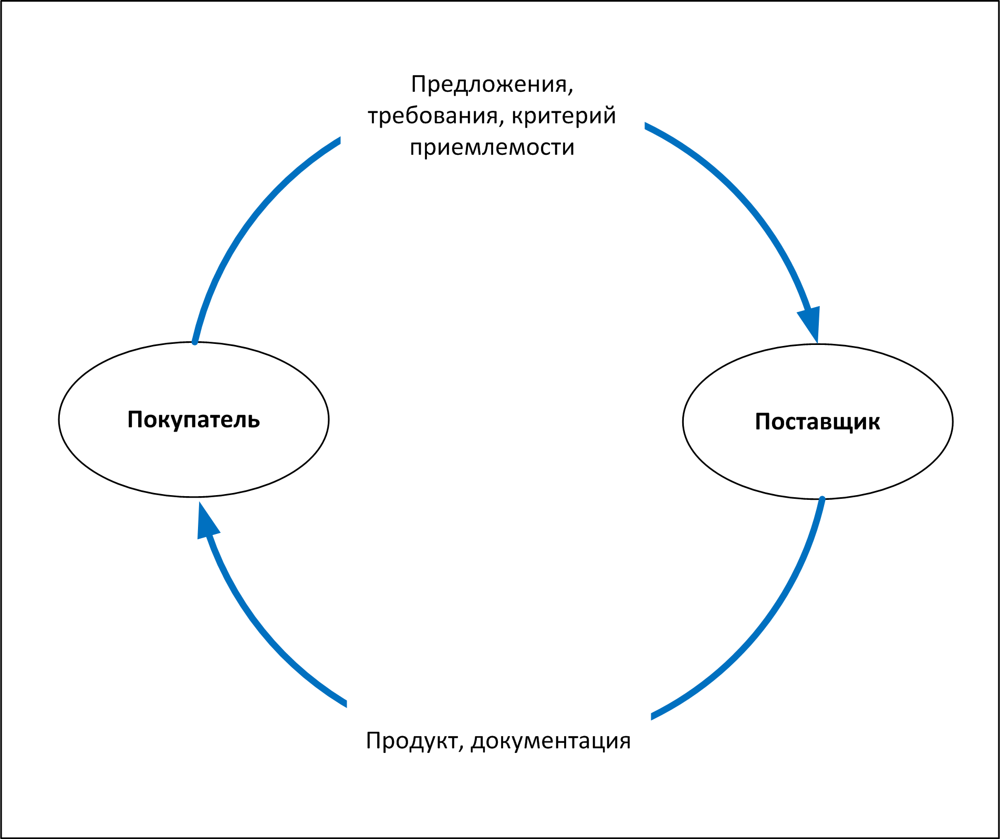 Предложения,
требования, критерий
приемлемости
Покупатель
Поставщик
Продукт, документация